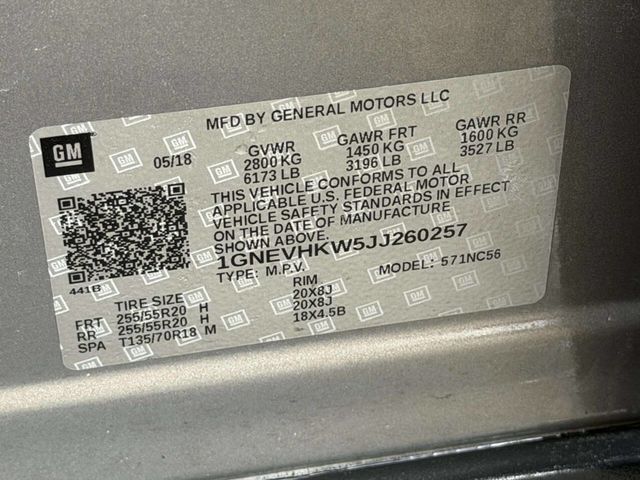 MFD BY GENERAL MOTORS LLC
GM
05/18
GVWR GAWR FRT GAWR RR
2800 KG 1450 KG 1600 KG
6173 LB 3196 LB 3527 LB
THIS VEHICLE CONFORMS TO ALL
APPLICABLE U.S. FEDERAL MOTOR
VEHICLE SAFETY STANDARDS IN EFFECT
ON THE DATE OF MANUFACTURE
SHOWN ABOVE.
1GNEVHKW5JJ260257
TYPE: M.P.V. MODEL: 571NC56
441B
TIRE SIZE RIM
FRT 255/55R20 H 20X8J
RR 255/55R20 H 20X8J
SPA T135/70R18 M 18X4.5B